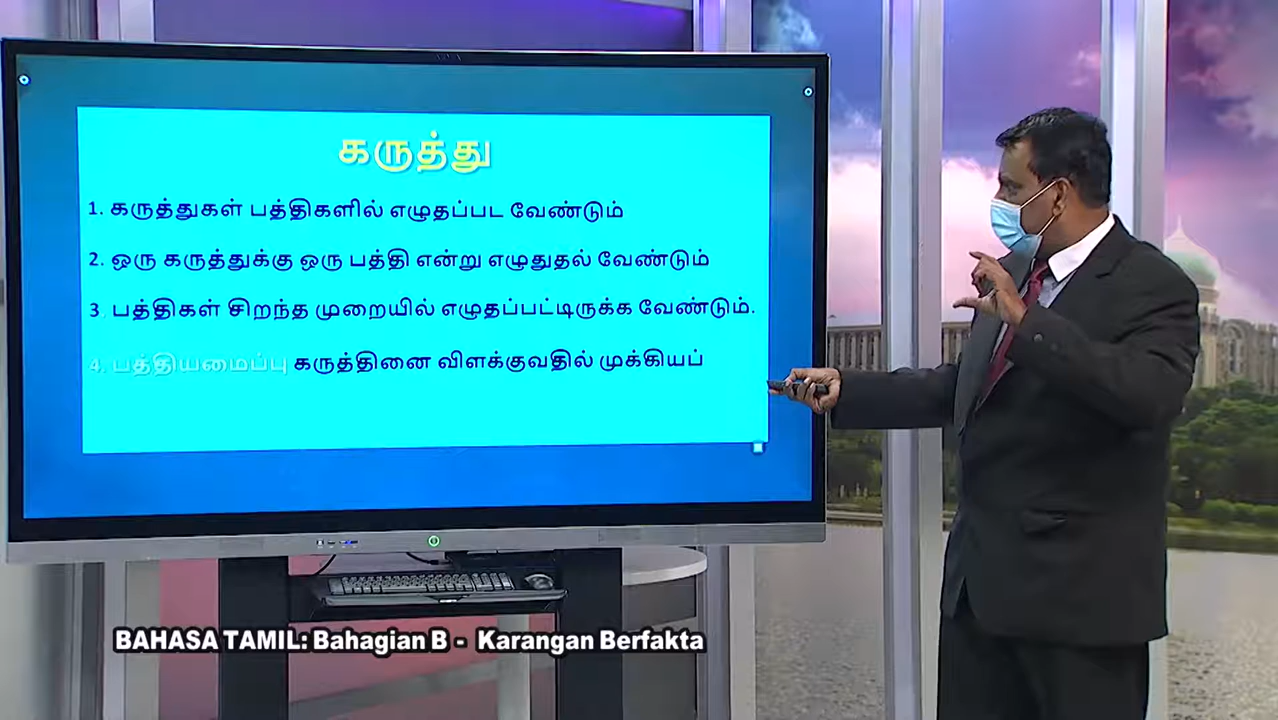 கருத்து
1. கருத்துகள் பத்திகளில் எழுதப்பட வேண்டும்
2. ஒரு கருத்துக்கு ஒரு பத்தி என்று எழுதுதல் வேண்டும்
3. பத்திகள் சிறந்த முறையில் எழுதப்பட்டிருக்க வேண்டும்.
4. பத்தியமைப்பு கருத்தினை விளக்குவதில் முக்கியப்
BAHASA TAMIL: Bahagian B - Karangan Berfakta